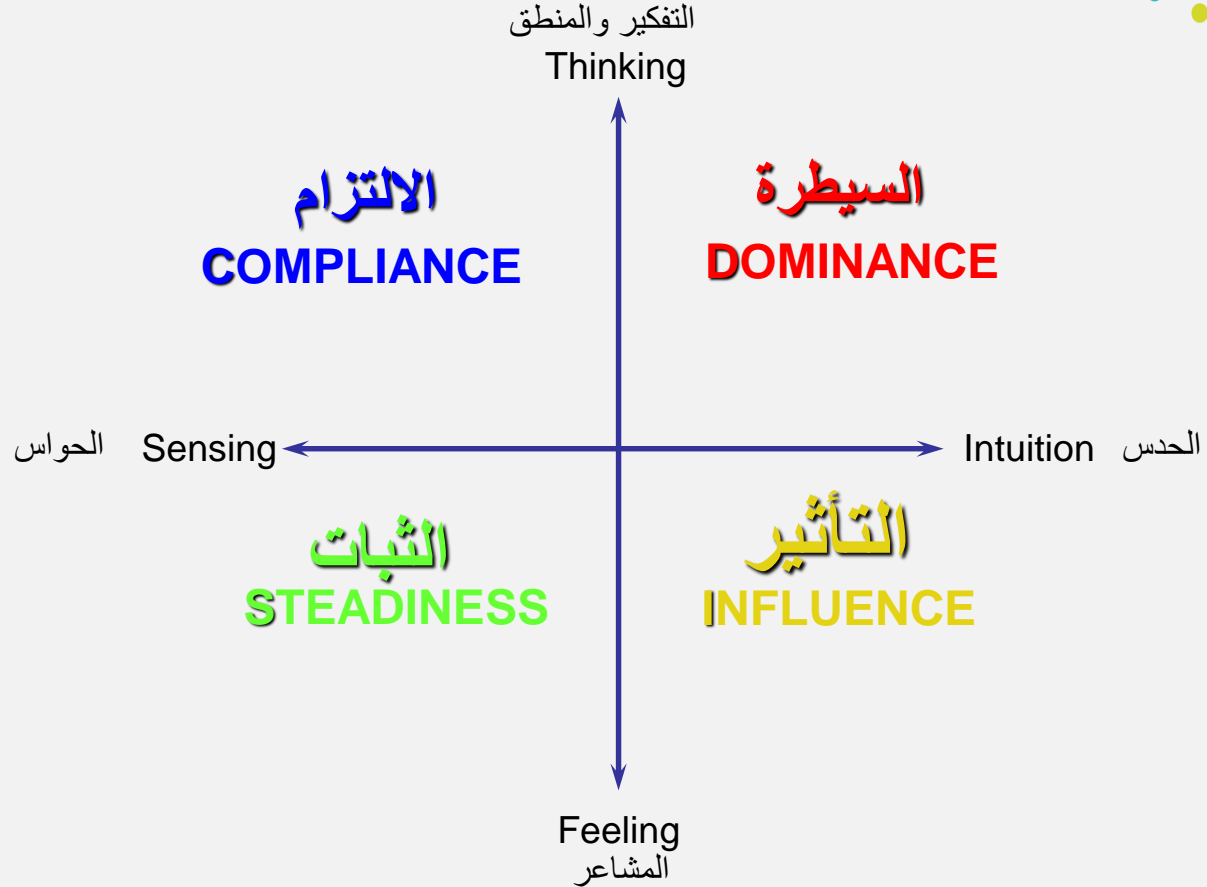 التفكير والمنطق
Thinking
الالتزام
COMPLIANCE
السيطرة
DOMINANCE
الحواس
Sensing
Intuition
الحدس
الثبات
STEADINESS
التأثير
INFLUENCE
Feeling
المشاعر